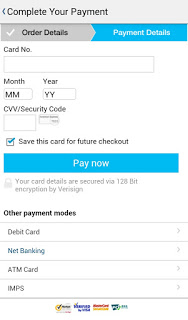 Complete Your Payment
Order Details
Payment Details
Card No.
Month Year
MM YY
CVV/Security Code
Save this card for future checkout
Pay now
Your card details are secured via 128 Bit
encryption by Verisign
Other payment modes
Debit Card
Net Banking
ATM Card
IMPS